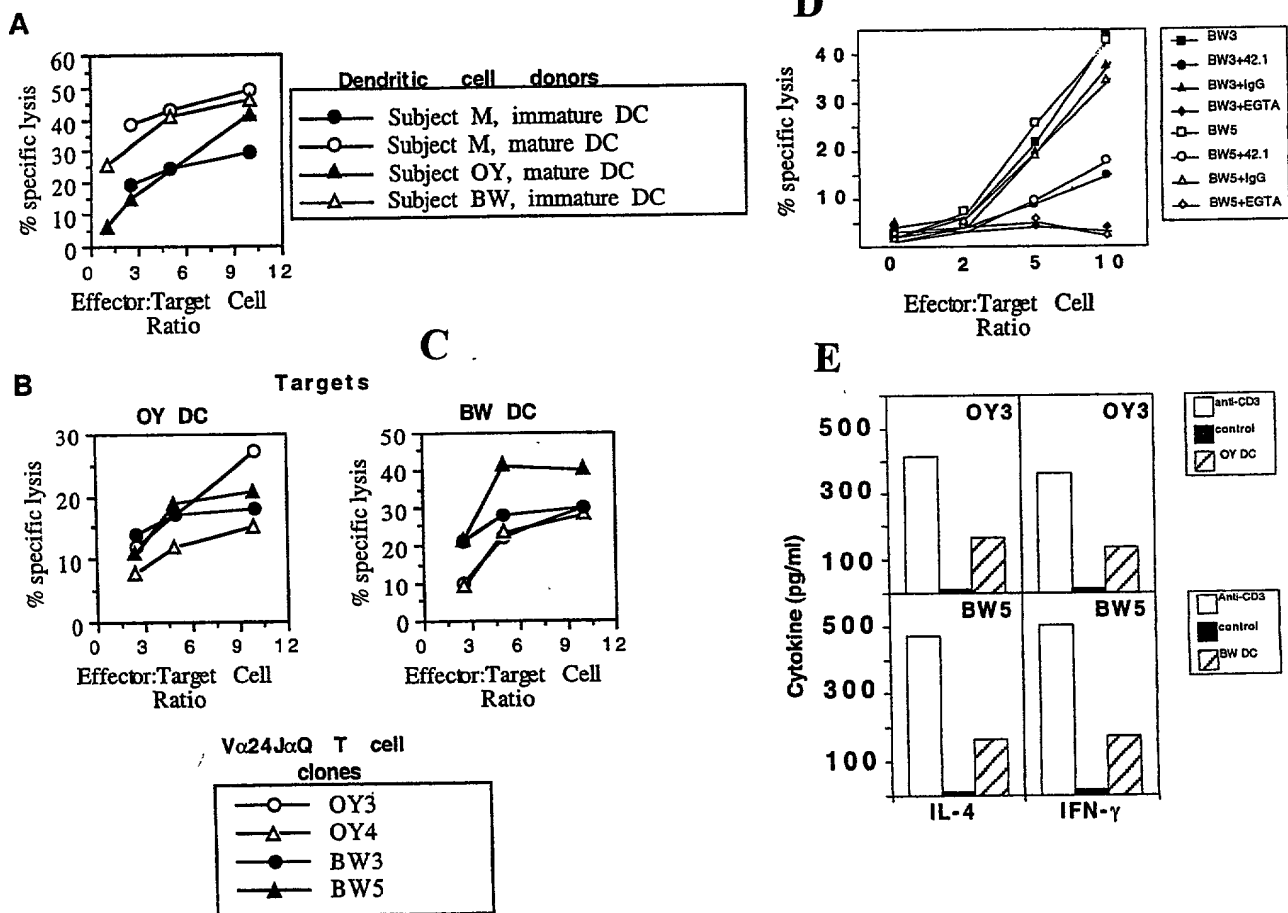 A
60
50
40
30
20
10
0
% specific lysis
0 3 6 9 12
Effector:Target Cell
Ratio
Dendritic cell donors
Subject M, immature DC
Subject M, mature DC
Subject OY, mature DC
Subject BW, immature DC
D
40
30
20
10
% specific lysis
0 2 5 10
Efector:Target Cell
Ratio
BW3
BW3+42.1
BW3+IgG
BW3+EGTA
BW5
BW5+42.1
BW5+IgG
BW5+EGTA
B
C
Targets
OY DC
30
20
10
0
% specific lysis
0 3 6 9 12
Effector:Target Cell
Ratio
BW DC
50
40
30
20
10
0
% specific lysis
0 3 6 9 12
Effector:Target Cell
Ratio
Vα24JαQ T cell
clones
OY3
OY4
BW3
BW5
E
OY3
OY3
500
300
100
BW5
BW5
500
300
100
Cytokine (pg/ml)
IL-4
IFN-γ
anti-CD3
control
OY DC
Anti-CD3
control
BW DC